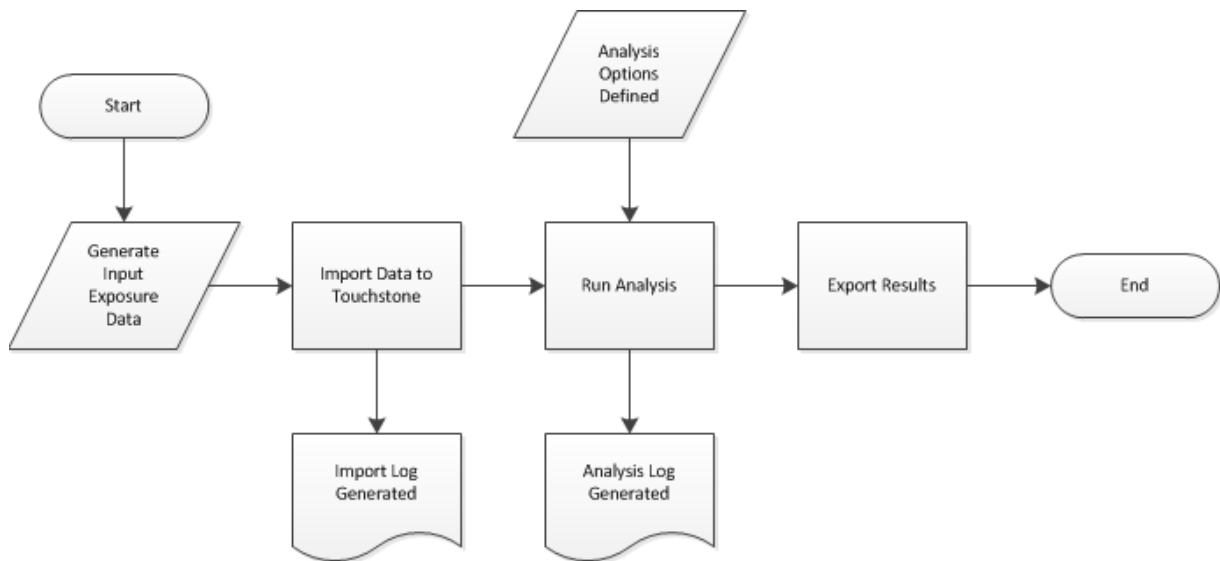 Start
Analysis
Options
Defined
Generate
Input
Exposure
Data
Import Data to
Touchstone
Run Analysis
Export Results
End
Import Log
Generated
Analysis Log
Generated